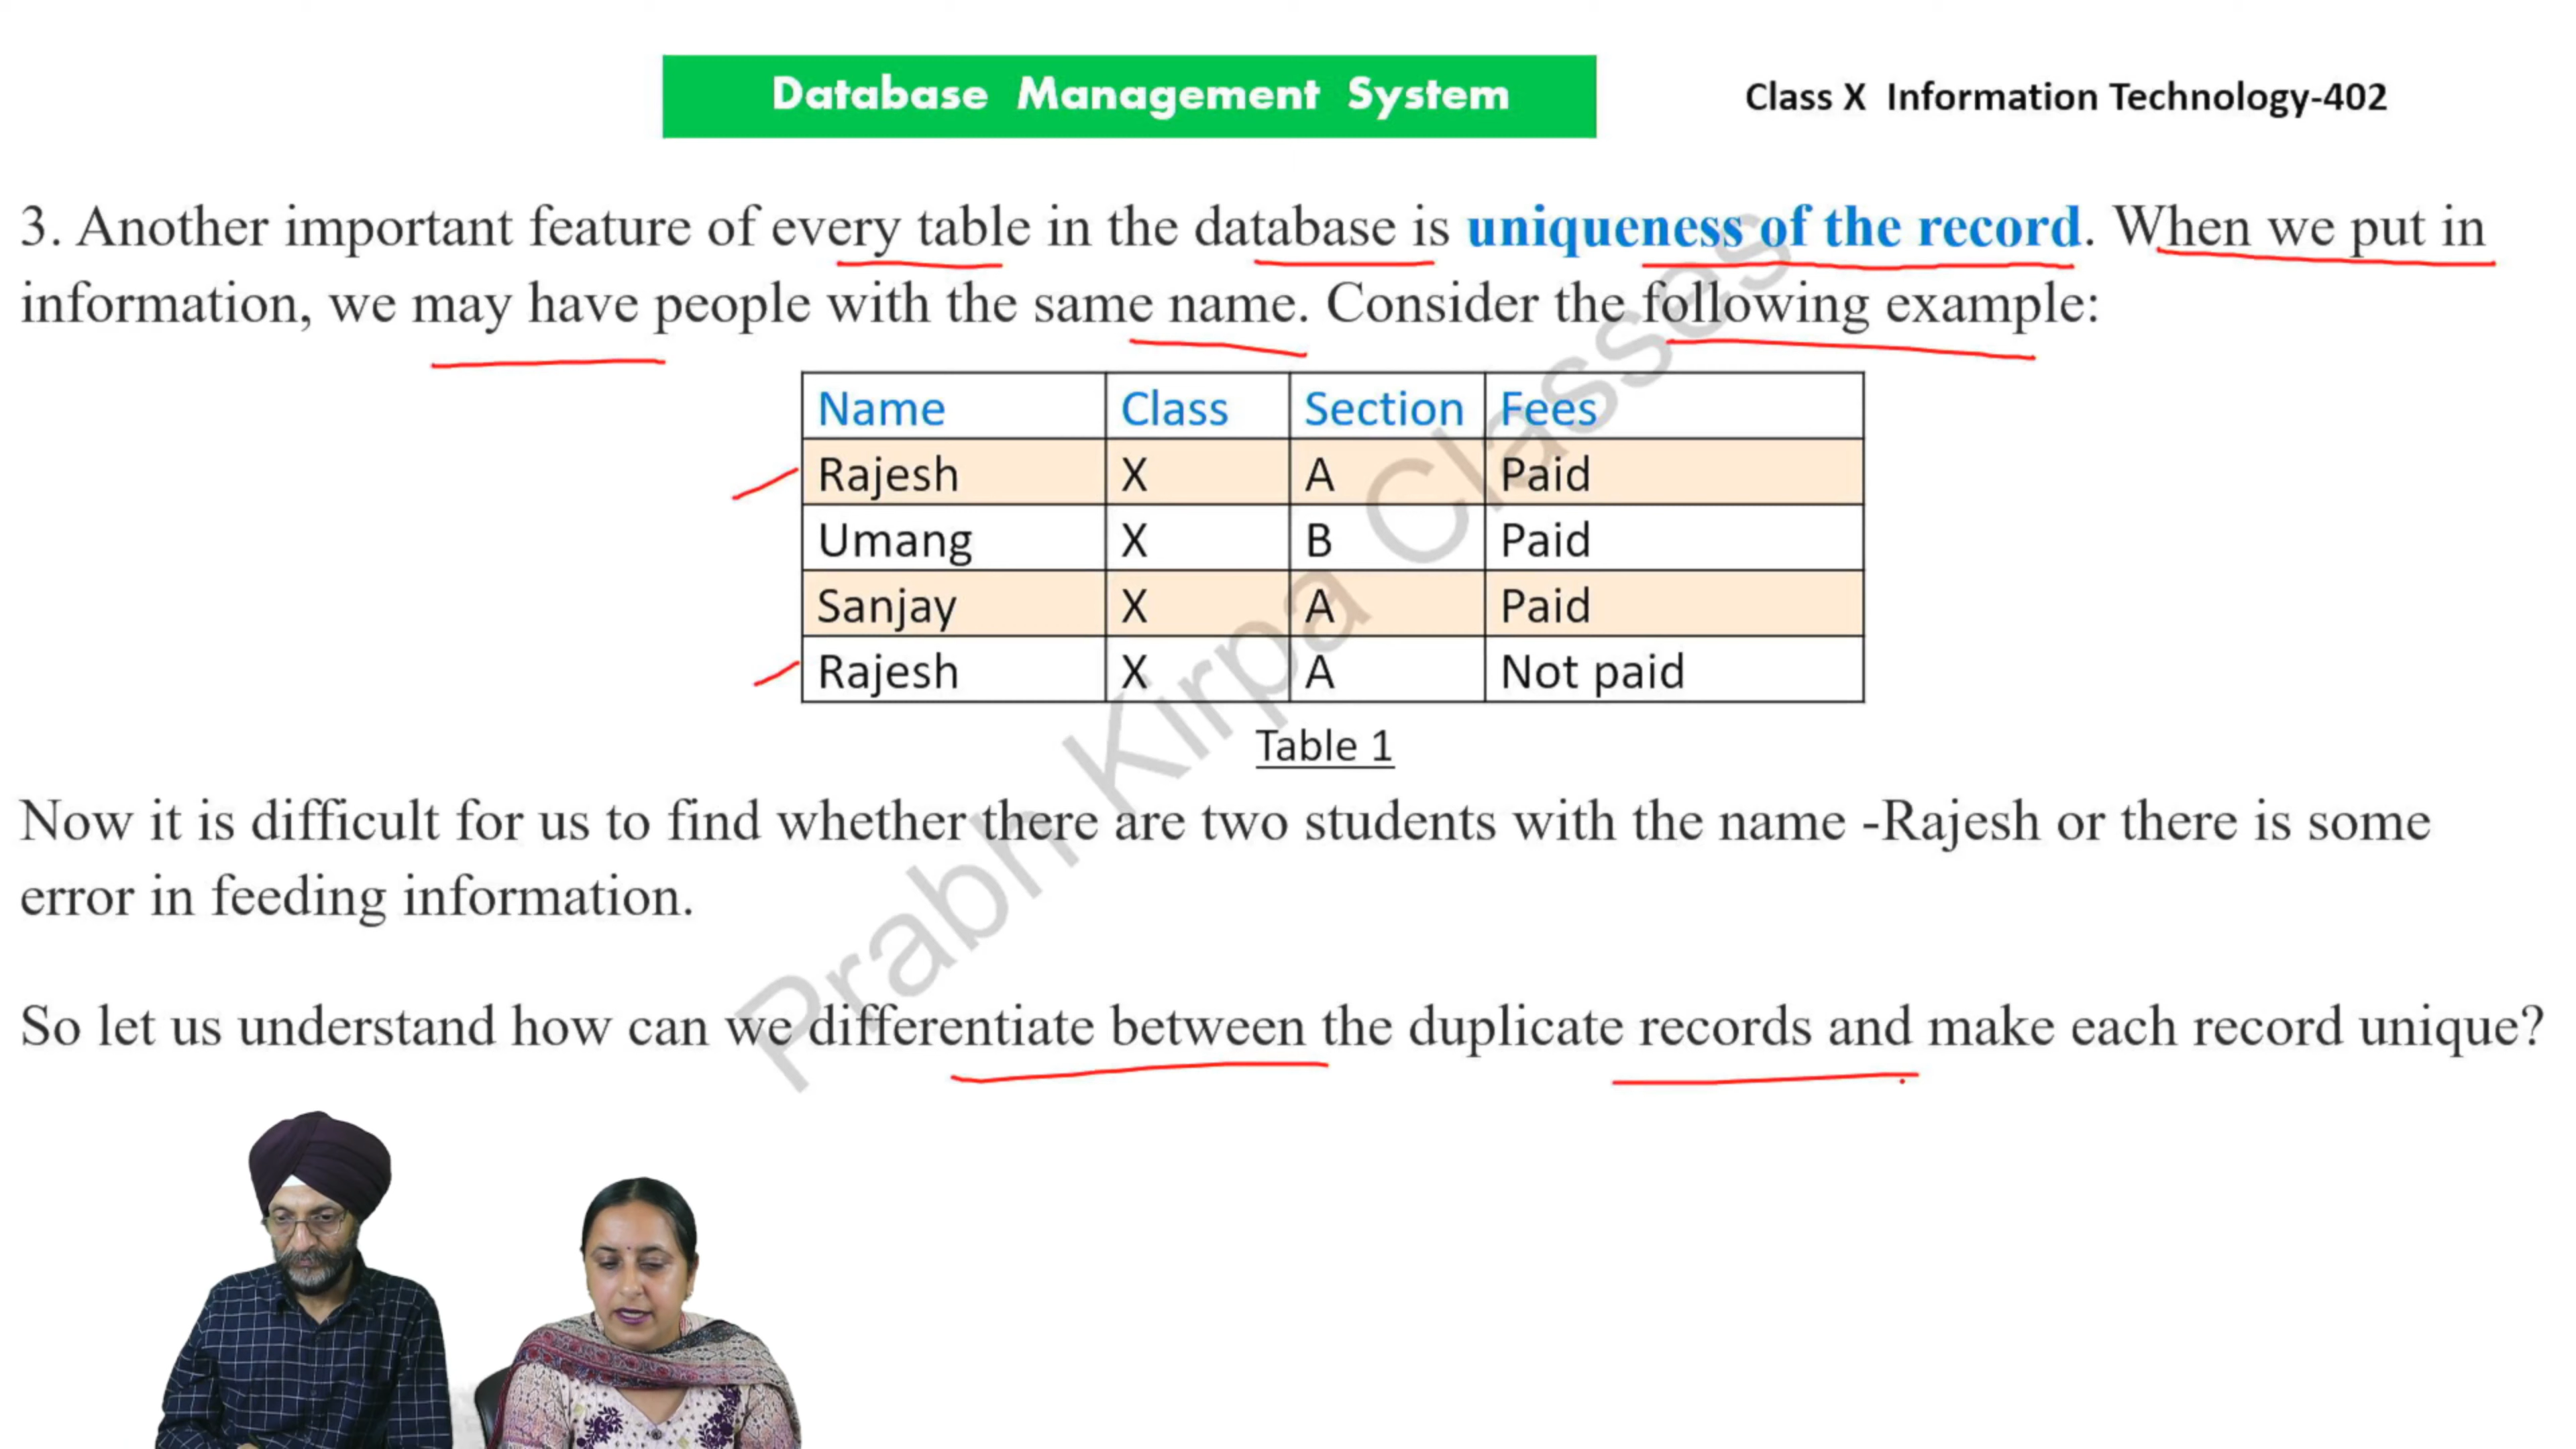 Database Management System
Class X Information Technology-402
3. Another important feature of every table in the database is uniqueness of the record. When we put in
information, we may have people with the same name. Consider the following example:
Name Class Section Fees
Rajesh X A Paid
Umang X B Paid
Sanjay X A Paid
Rajesh X A Not paid
Table 1
Now it is difficult for us to find whether there are two students with the name -Rajesh or there is some
error in feeding information.
So let us understand how can we differentiate between the duplicate records and make each record unique?
Prabh Kirpa Classes